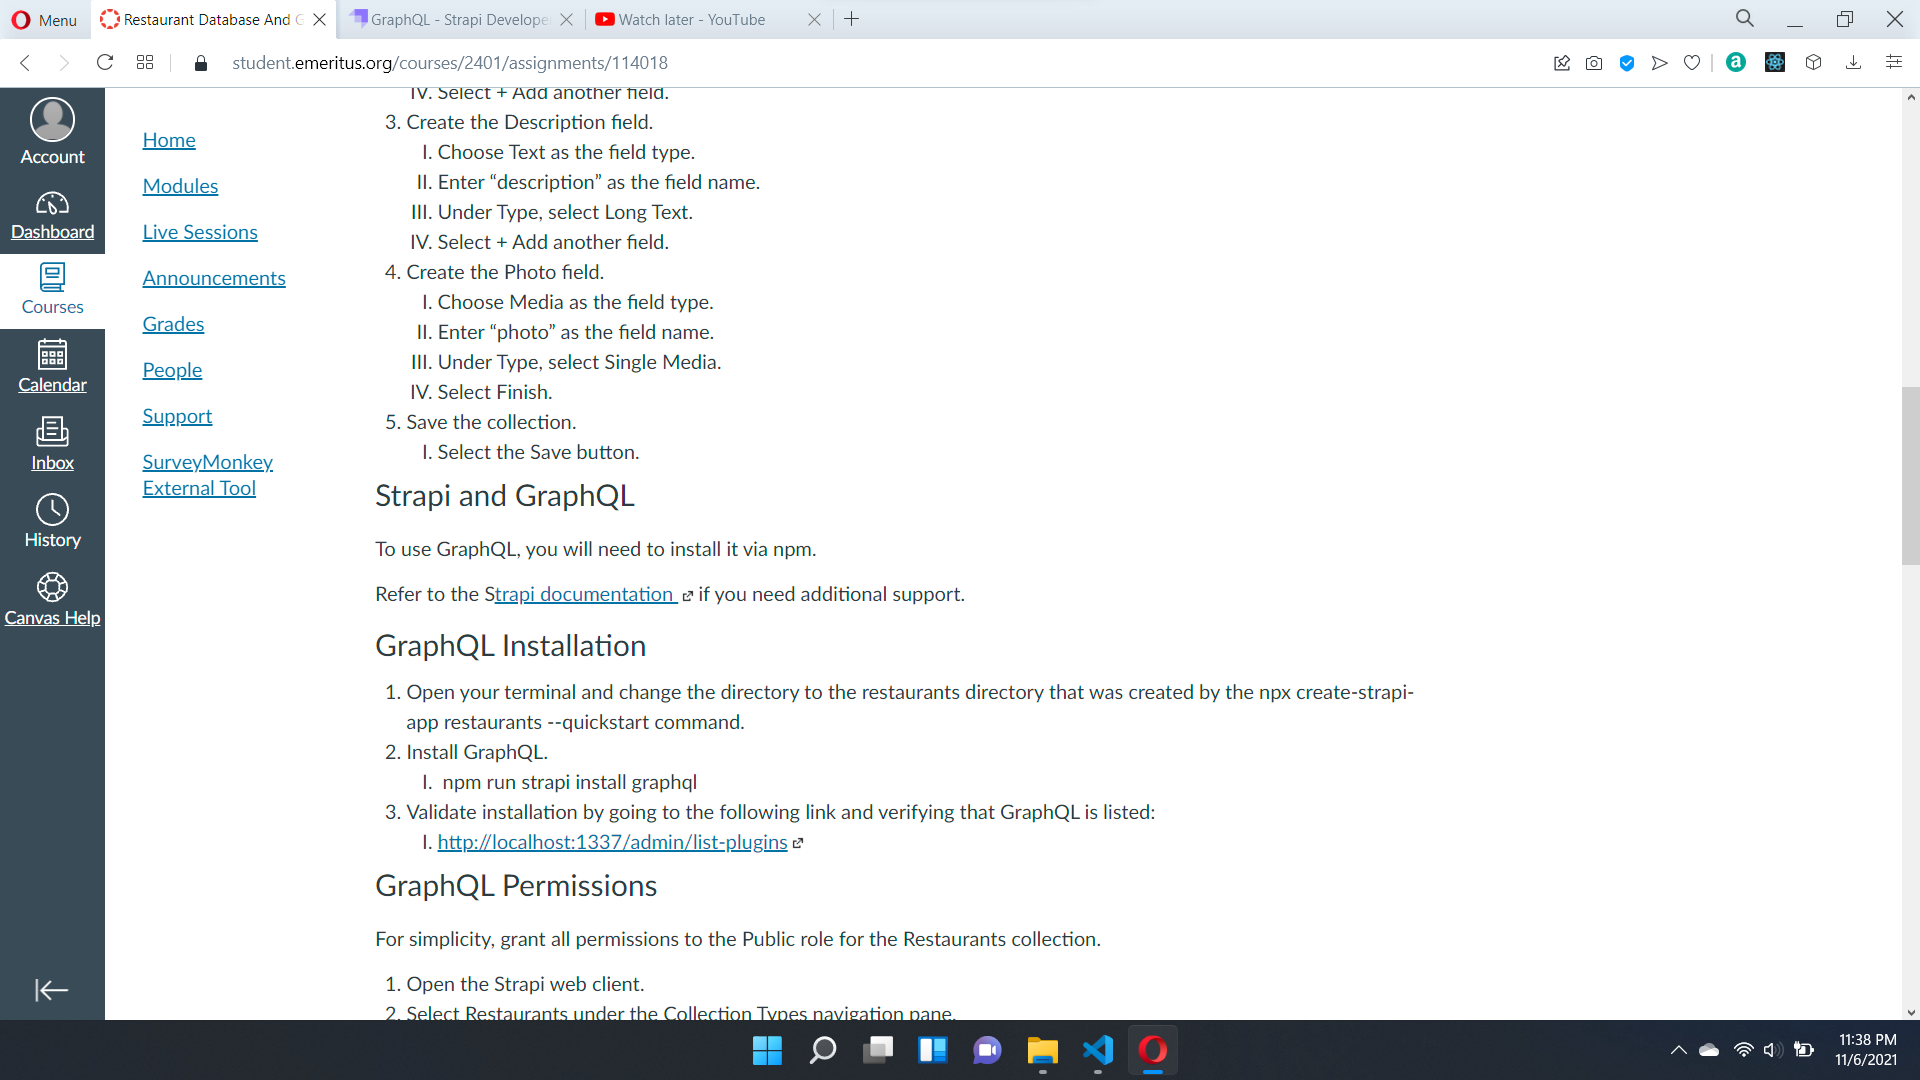 Menu
Restaurant Database And G
GraphQL - Strapi Develope
Watch later - YouTube
student.emeritus.org/courses/2401/assignments/114018
Account
Dashboard
Courses
Calendar
Inbox
History
Canvas Help
Home
Modules
Live Sessions
Announcements
Grades
People
Support
SurveyMonkey
External Tool
IV. Select + Add another field.
3. Create the Description field.
I. Choose Text as the field type.
II. Enter “description” as the field name.
III. Under Type, select Long Text.
IV. Select + Add another field.
4. Create the Photo field.
I. Choose Media as the field type.
II. Enter “photo” as the field name.
III. Under Type, select Single Media.
IV. Select Finish.
5. Save the collection.
I. Select the Save button.
Strapi and GraphQL
To use GraphQL, you will need to install it via npm.
Refer to the Strapi documentation if you need additional support.
GraphQL Installation
1. Open your terminal and change the directory to the restaurants directory that was created by the npx create-strapi-
app restaurants --quickstart command.
2. Install GraphQL.
I. npm run strapi install graphql
3. Validate installation by going to the following link and verifying that GraphQL is listed:
I. http://localhost:1337/admin/list-plugins
GraphQL Permissions
For simplicity, grant all permissions to the Public role for the Restaurants collection.
1. Open the Strapi web client.
2. Select Restaurants under the Collection Types navigation pane.
11:38 PM
11/6/2021